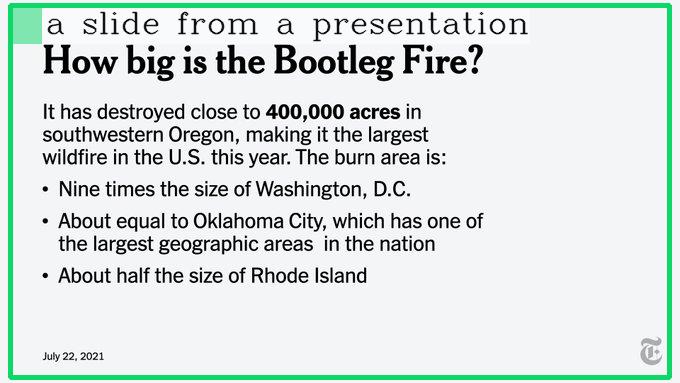 a slide from a presentation
How big is the Bootleg Fire?
It has destroyed close to 400,000 acres in
southwestern Oregon, making it the largest
wildfire in the U.S. this year. The burn area is:
• Nine times the size of Washington, D.C.
• About equal to Oklahoma City, which has one of
the largest geographic areas in the nation
• About half the size of Rhode Island
July 22, 2021
T